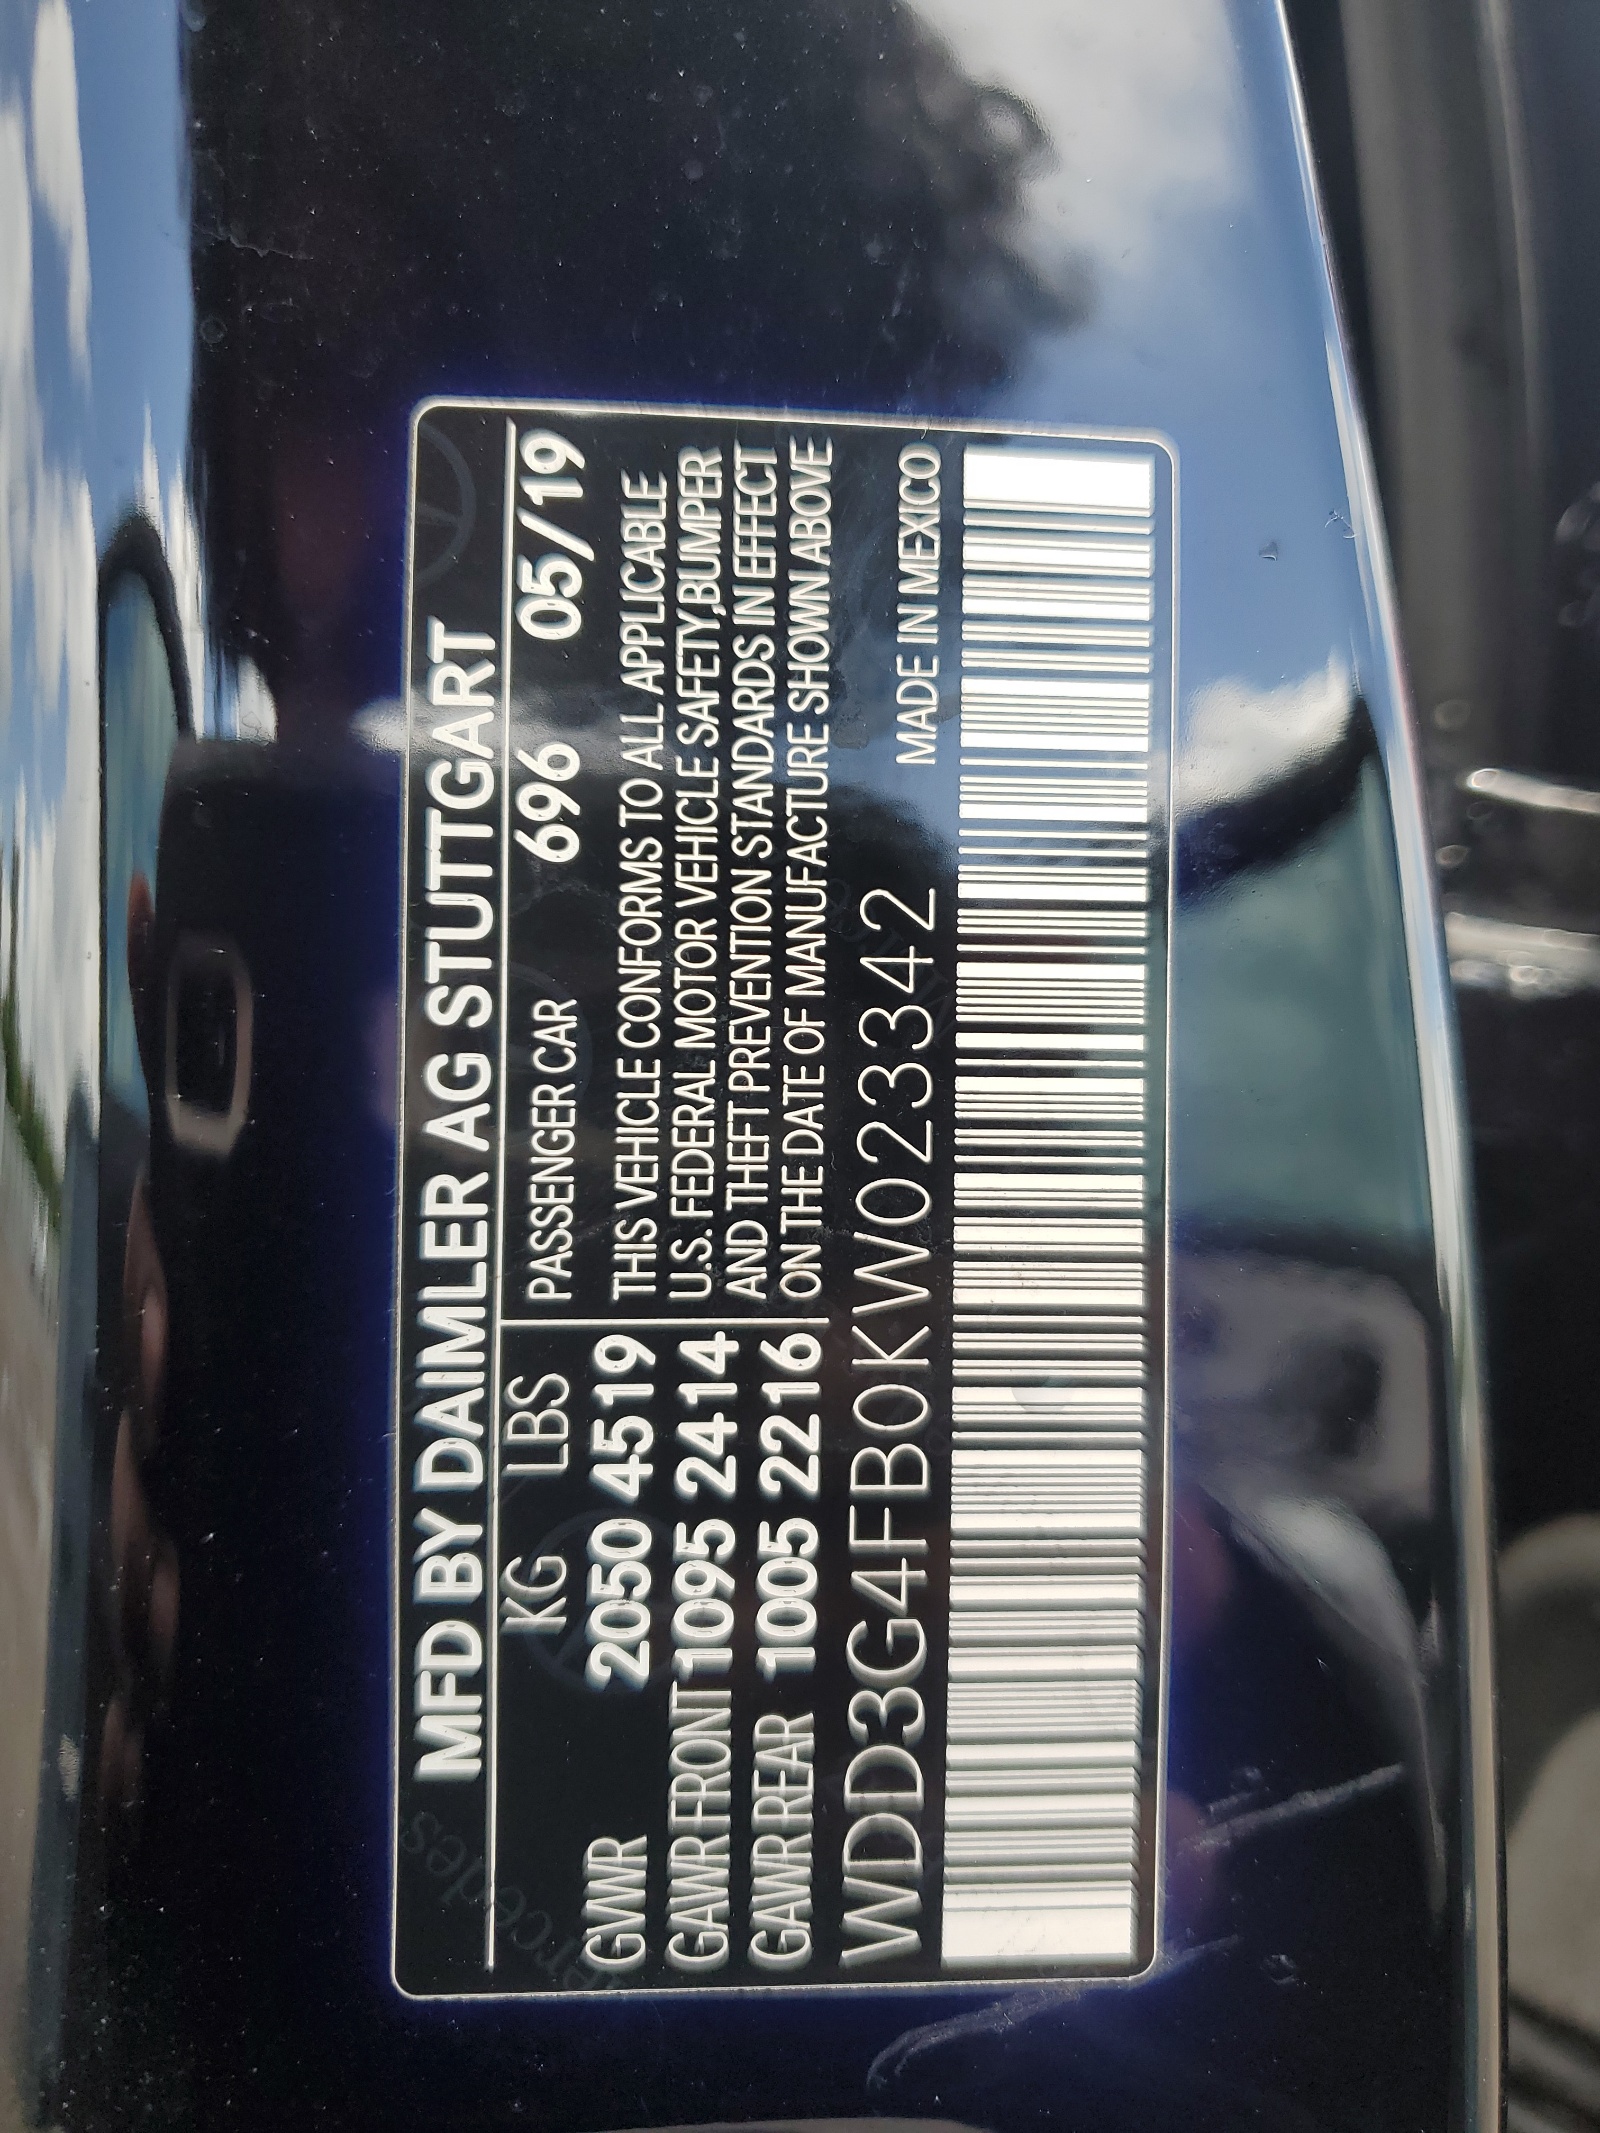 MFD BY DAIMLER AG STUTTGART
KG LBS
GVWR 2050 4519
GAWR FRONT 1095 2414
GAWR REAR 1005 2216
PASSENGER CAR 696 05/19
THIS VEHICLE CONFORMS TO ALL APPLICABLE
U.S. FEDERAL MOTOR VEHICLE SAFETY,BUMPER
AND THEFT PREVENTION STANDARDS IN EFFECT
ON THE DATE OF MANUFACTURE SHOWN ABOVE
WDD3G4FB0KW023342 MADE IN MEXICO